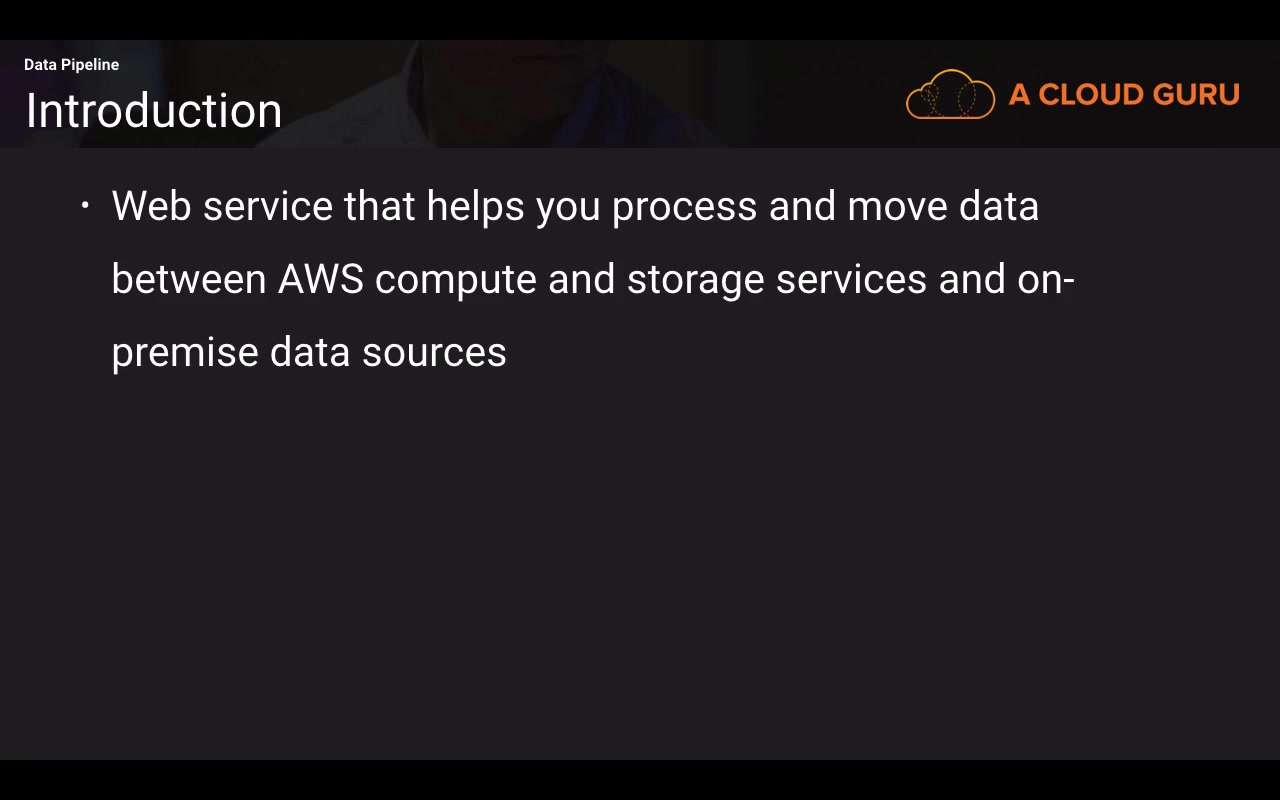 Data Pipeline
Introduction
A CLOUD GURU
• Web service that helps you process and move data
between AWS compute and storage services and on-
premise data sources